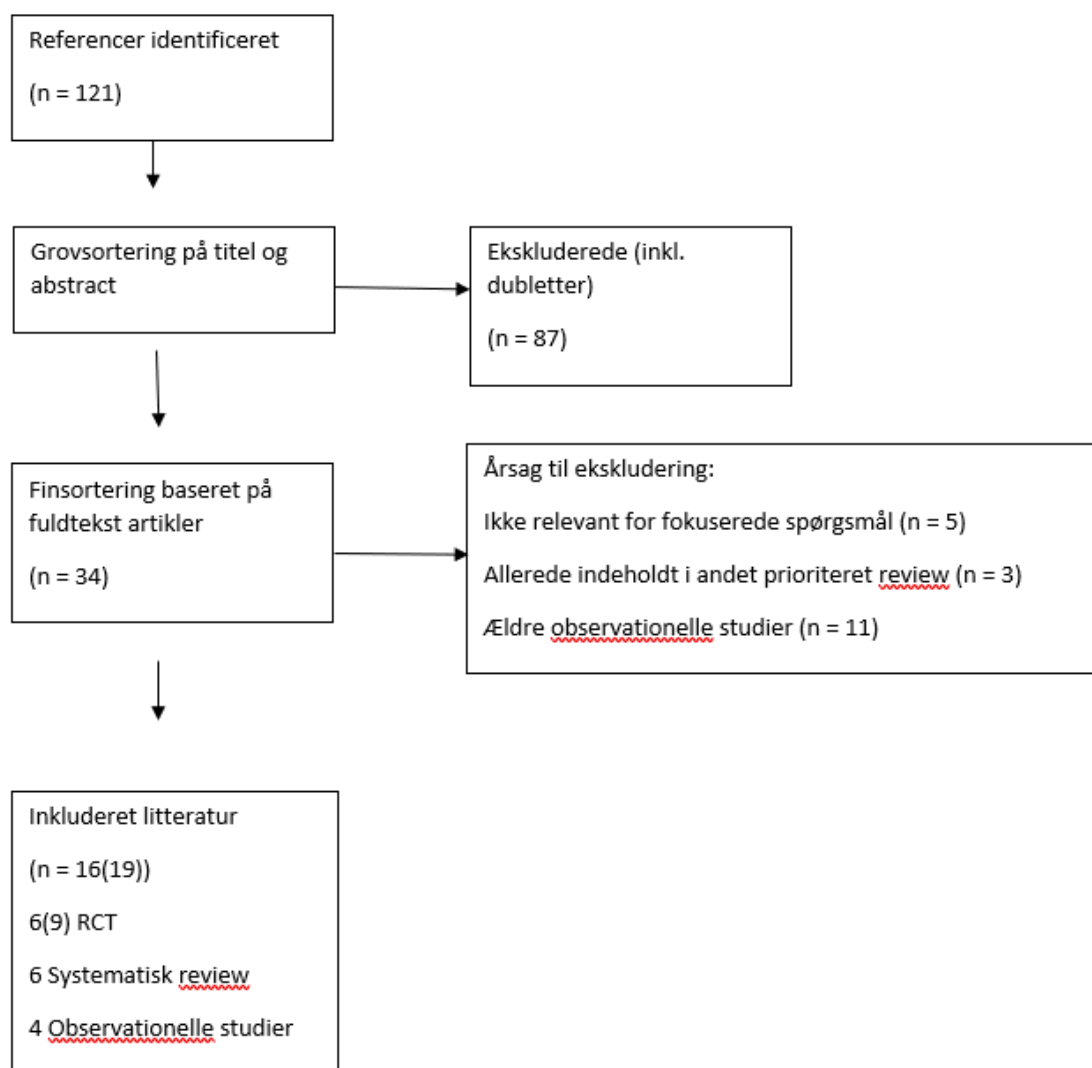 Referencer identificeret
(n = 121)
Grovsortering på titel og
abstract
Ekskluderede (inkl.
dubletter)
(n = 87)
Finsortering baseret på
fuldtekst artikler
(n = 34)
Årsag til ekskludering:
Ikke relevant for fokuserede spørgsmål (n = 5)
Allerede indeholdt i andet prioriteret review (n = 3)
Ældre observationelle studier (n = 11)
Inkluderet litteratur
(n = 16(19))
6(9) RCT
6 Systematisk review
4 Observationelle studier